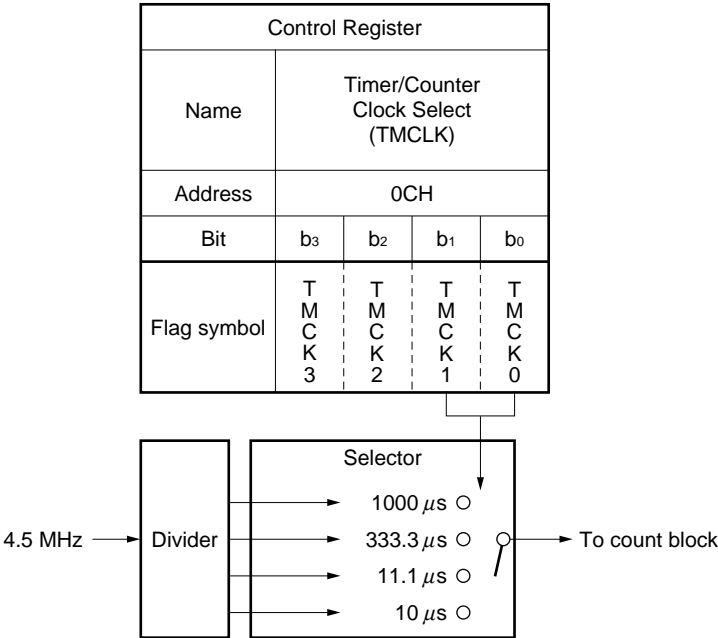 Control Register
Name
Timer/Counter
Clock Select
(TMCLK)
Address
0CH
Bit
b3
b2
b1
b0
Flag symbol
TMCK3
TMCK2
TMCK1
TMCK0
4.5 MHz
Divider
Selector
1000 μs
333.3 μs
11.1 μs
10 μs
To count block